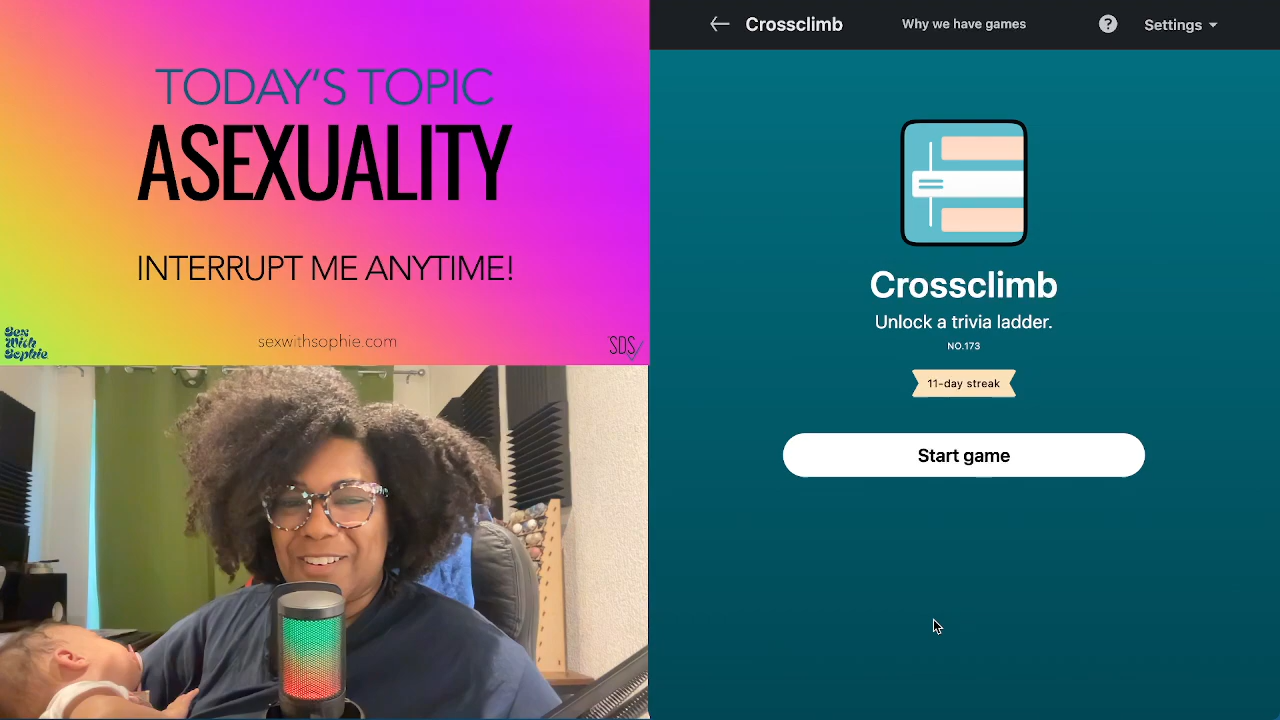 TODAY'S TOPIC
ASEXUALITY
INTERRUPT ME ANYTIME!
Sex
With
Sophie
sexwithsophie.com
SDS
Crossclimb
Why we have games
?
Settings
Crossclimb
Unlock a trivia ladder.
NO.173
11-day streak
Start game